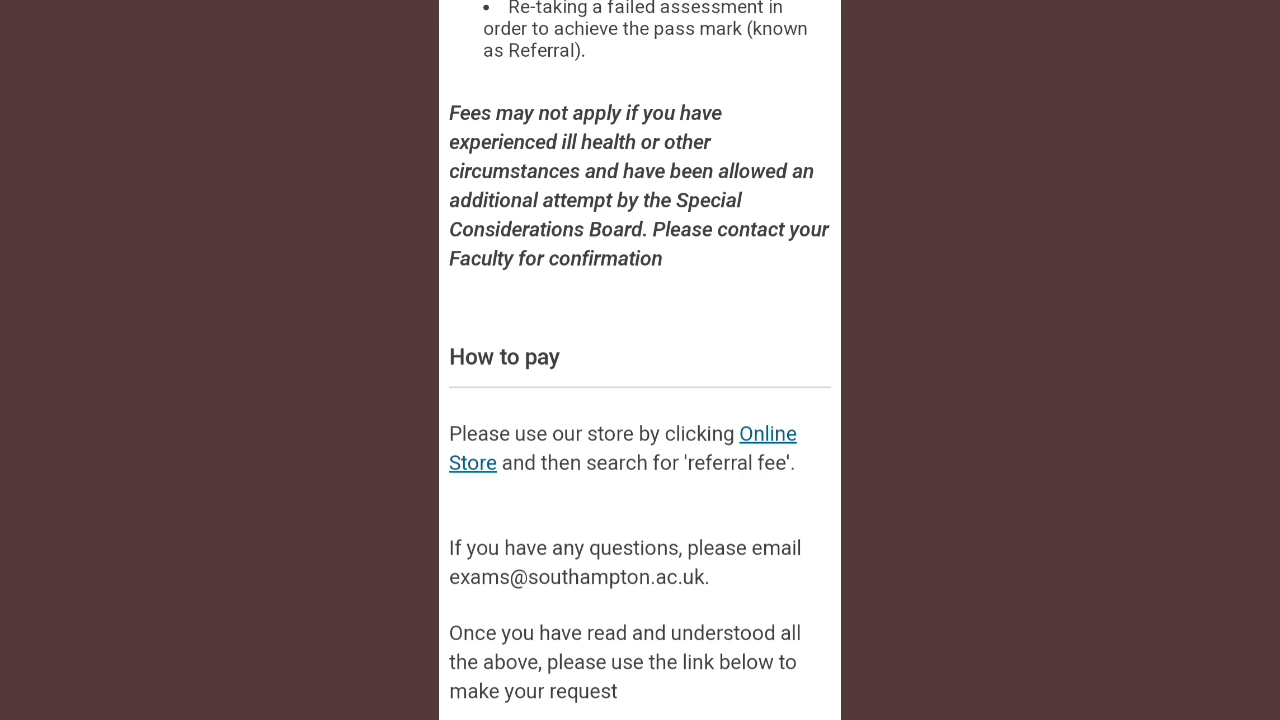 • Re-taking a failed assessment in
order to achieve the pass mark (known
as Referral).
Fees may not apply if you have
experienced ill health or other
circumstances and have been allowed an
additional attempt by the Special
Considerations Board. Please contact your
Faculty for confirmation
How to pay
Please use our store by clicking Online
Store and then search for 'referral fee'.
If you have any questions, please email
exams@southampton.ac.uk.
Once you have read and understood all
the above, please use the link below to
make your request